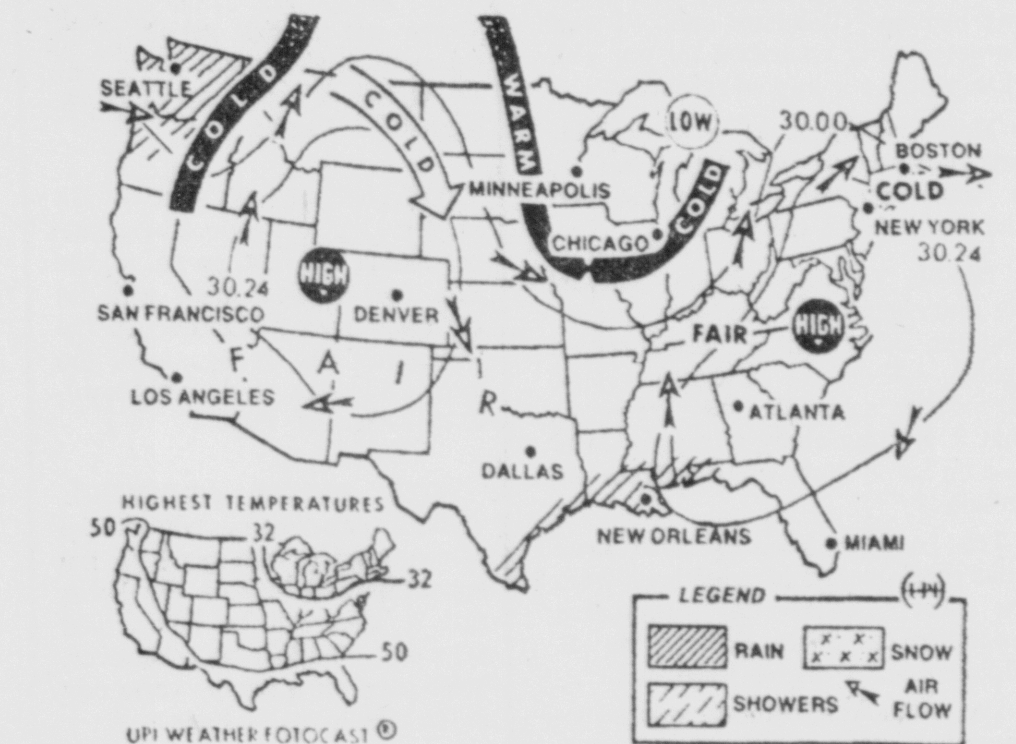 SEATTLE
COLD
COLD
WARM
LOW
30.00
BOSTON
COLD
MINNEAPOLIS
COLD
NEW YORK
30.24
CHICAGO
HIGH
30.24
DENVER
SAN FRANCISCO
FAIR
HIGH
F A I R
LOS ANGELES
ATLANTA
DALLAS
NEW ORLEANS
MIAMI
HIGHEST TEMPERATURES
50
32
32
50
UPI WEATHER FOTOCAST ®
LEGEND
RAIN
SNOW
SHOWERS
AIR
FLOW